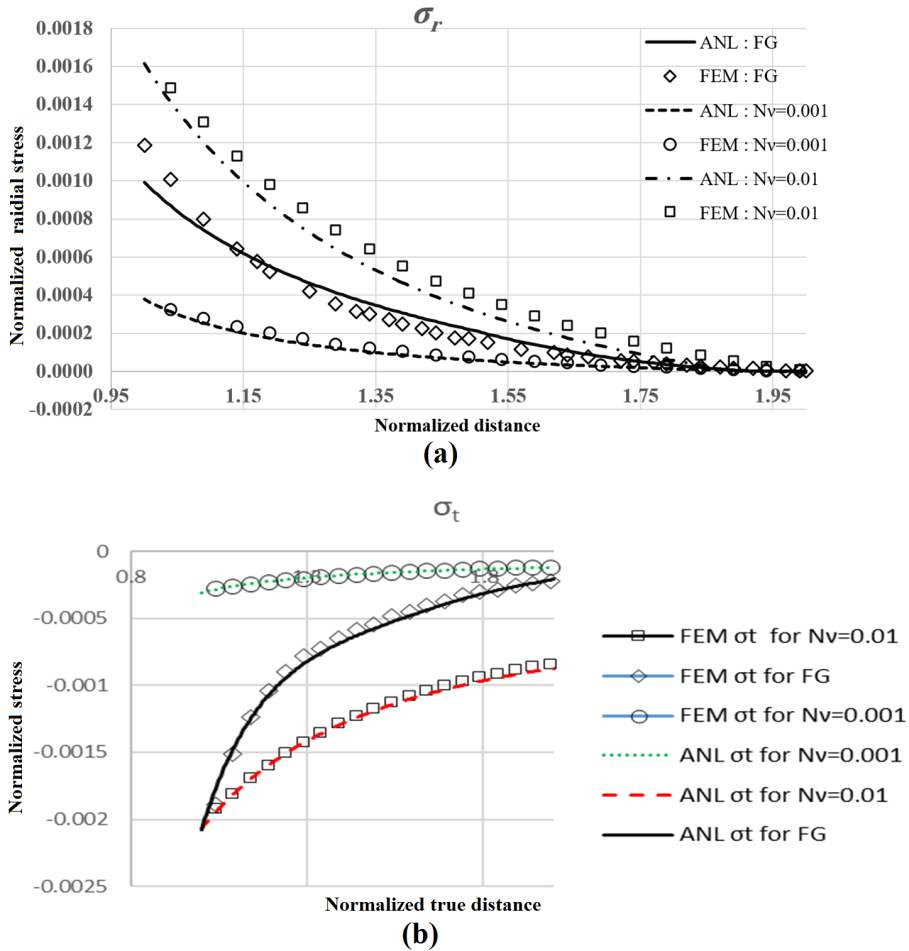 σr
0.0018
0.0016
0.0014
0.0012
0.0010
0.0008
0.0006
0.0004
0.0002
0.0000
-0.0002
0.95
1.15
1.35
1.55
1.75
1.95
Normalized raidial stress
Normalized distance
ANL : FG
FEM : FG
ANL : Nv=0.001
FEM : Nv=0.001
ANL : Nv=0.01
FEM : Nv=0.01
(a)
σt
0
-0.0005
-0.001
-0.0015
-0.002
-0.0025
0.8
1.3
1.8
Normalized stress
Normalized true distance
FEM σt for Nv=0.01
FEM σt for FG
FEM σt for Nv=0.001
ANL σt for Nv=0.001
ANL σt for Nv=0.01
ANL σt for FG
(b)